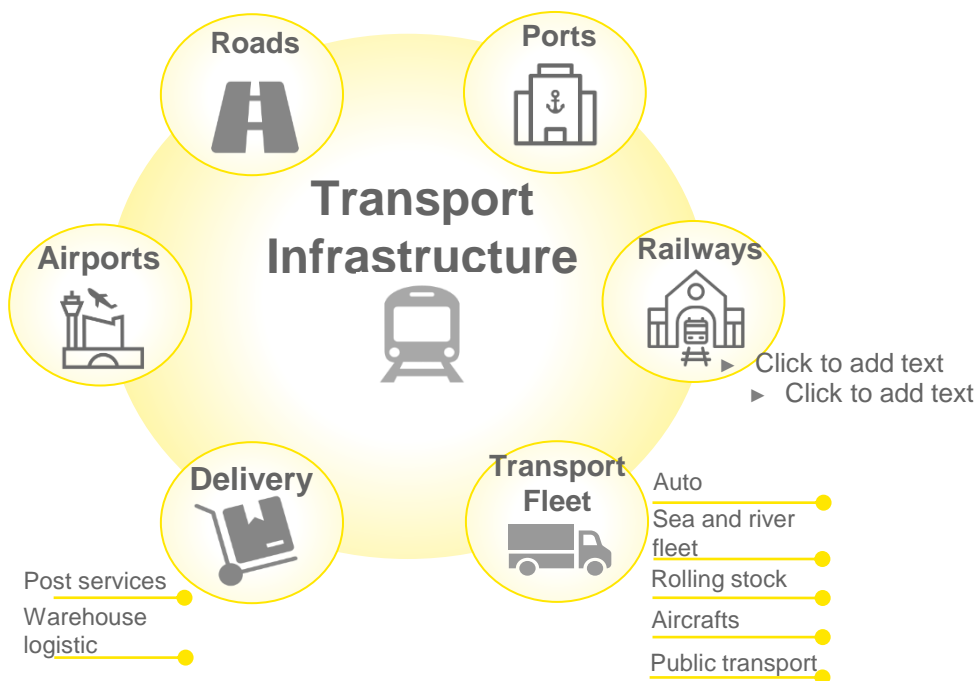 Roads
Ports
Transport
Infrastructure
Airports
Railways
► Click to add text
► Click to add text
Delivery
Transport
Fleet
Auto
Sea and river
fleet
Rolling stock
Aircrafts
Public transport
Post services
Warehouse
logistic